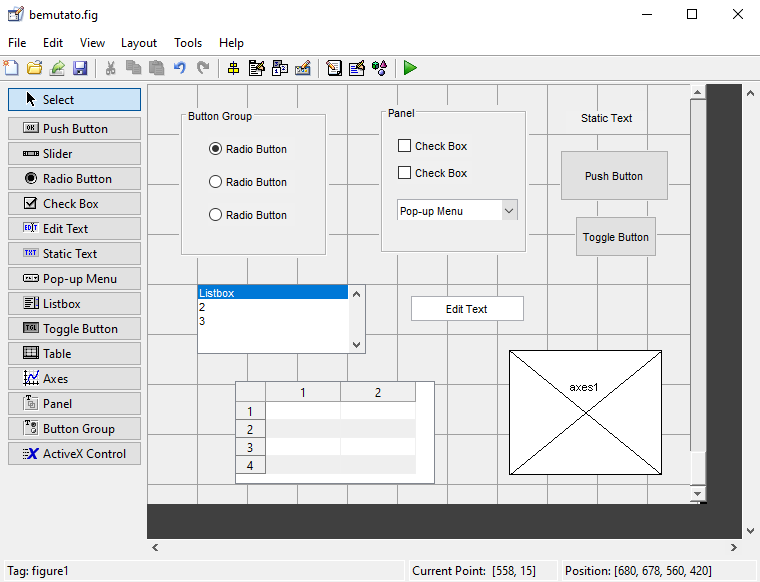 bemutato.fig
File Edit View Layout Tools Help
Select
OK Push Button
Slider
Radio Button
Check Box
EDIT Edit Text
TXT Static Text
Pop-up Menu
Listbox
TGL Toggle Button
Table
Axes
Panel
Button Group
ActiveX Control
Button Group
Radio Button
Radio Button
Radio Button
Panel
Check Box
Check Box
Pop-up Menu
Static Text
Push Button
Toggle Button
Listbox
2
3
Edit Text
1 2
1
2
3
4
axes1
Tag: figure1 Current Point: [558, 15] Position: [680, 678, 560, 420]